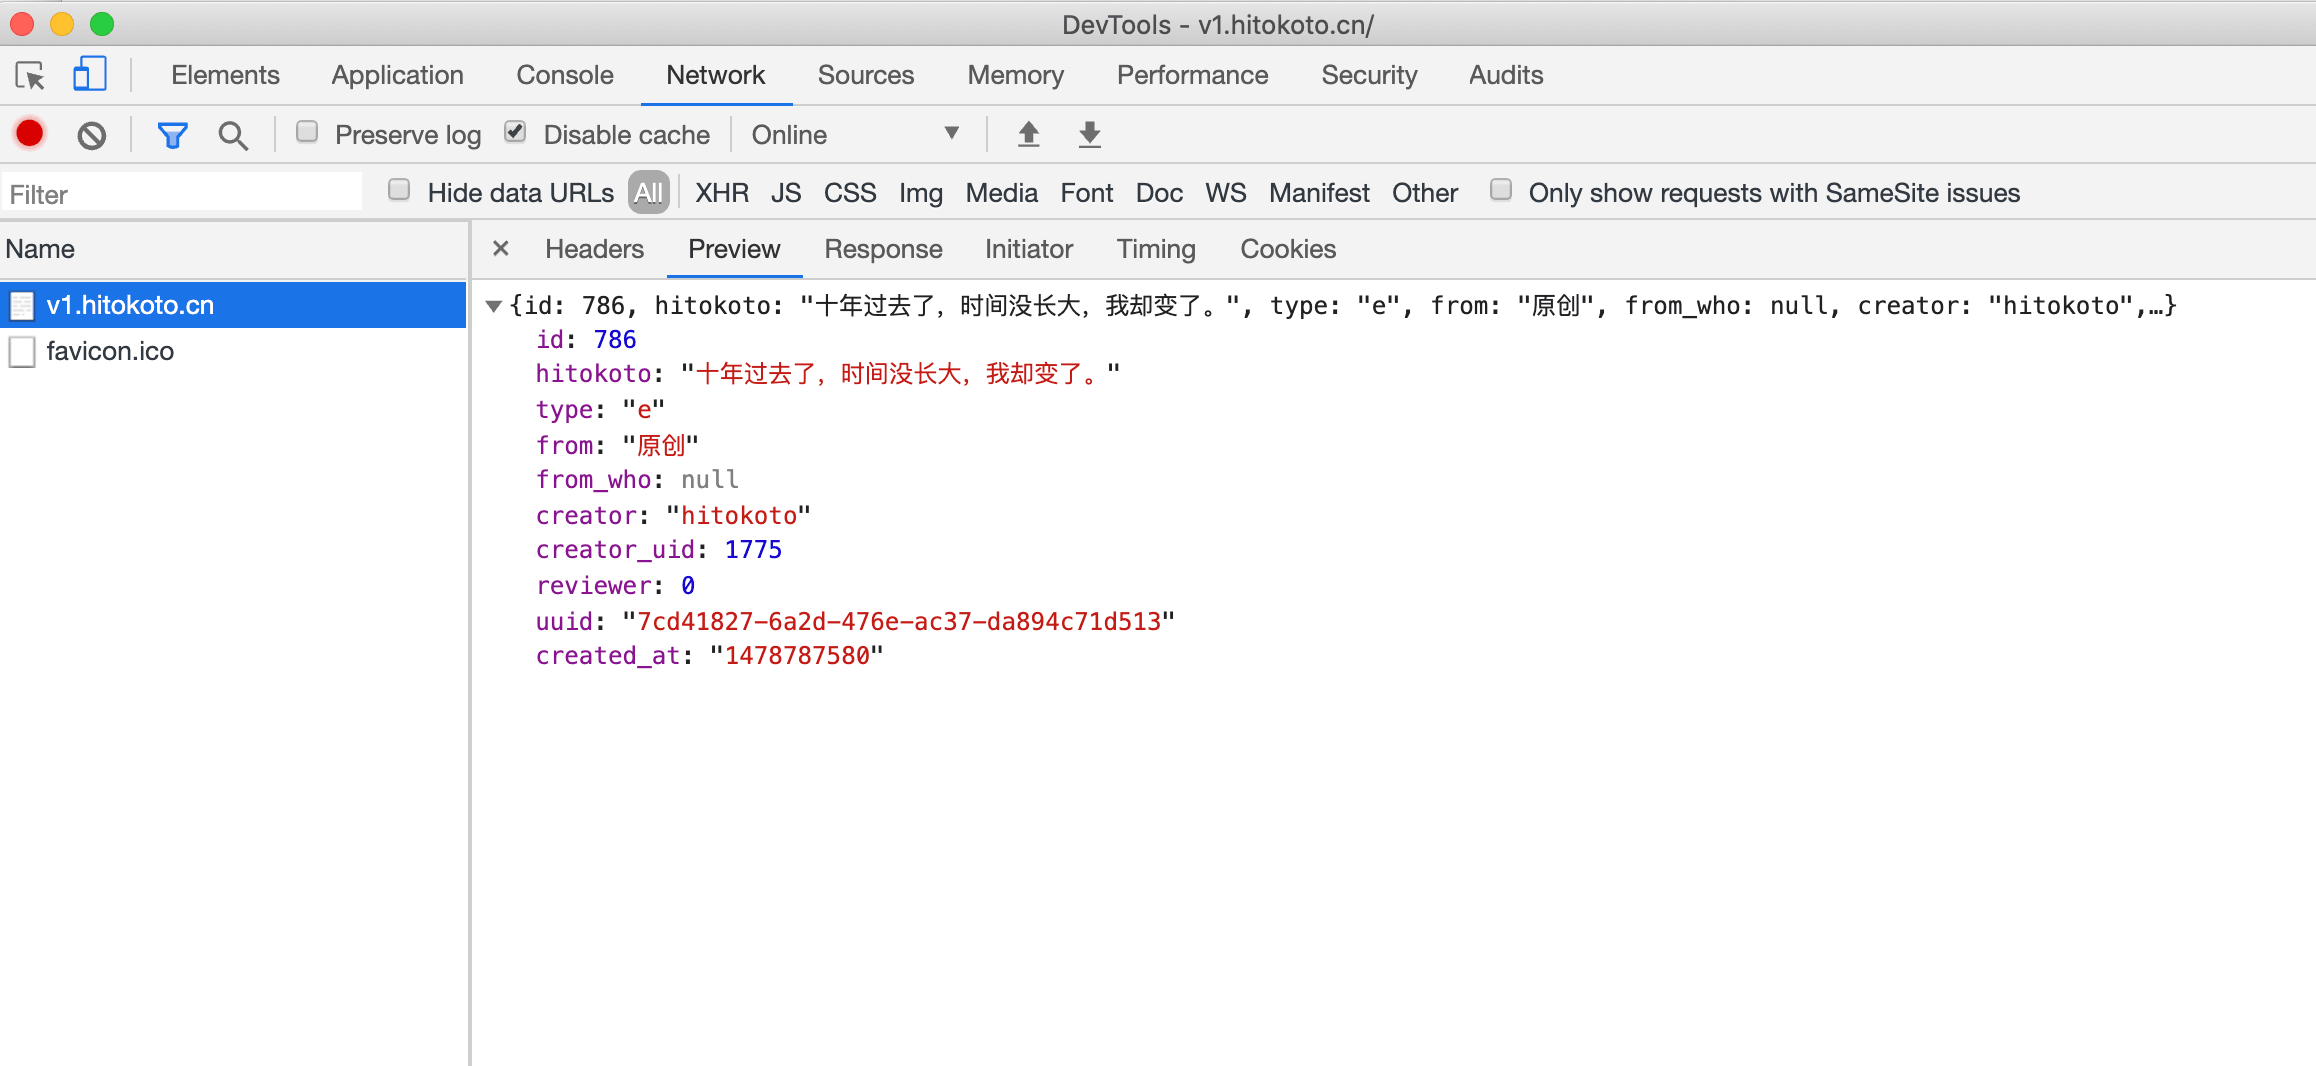 DevTools - v1.hitokoto.cn/
Elements Application Console Network Sources Memory Performance Security Audits
Preserve log Disable cache Online
Filter Hide data URLs All XHR JS CSS Img Media Font Doc WS Manifest Other Only show requests with SameSite issues
Name
× Headers Preview Response Initiator Timing Cookies
v1.hitokoto.cn
favicon.ico
{id: 786, hitokoto: "十年过去了，时间没长大，我却变了。", type: "e", from: "原创", from_who: null, creator: "hitokoto",…}
id: 786
hitokoto: "十年过去了，时间没长大，我却变了。"
type: "e"
from: "原创"
from_who: null
creator: "hitokoto"
creator_uid: 1775
reviewer: 0
uuid: "7cd41827-6a2d-476e-ac37-da894c71d513"
created_at: "1478787580"